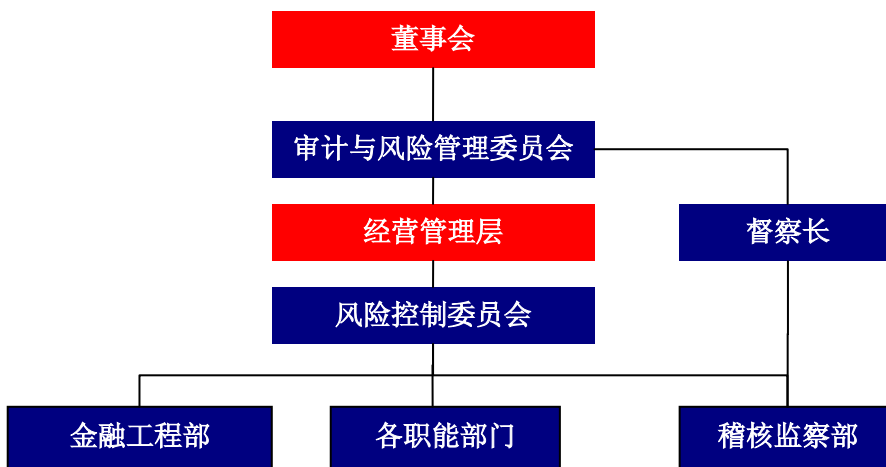 董事会
审计与风险管理委员会
经营管理层
督察长
风险控制委员会
金融工程部
各职能部门
稽核监察部